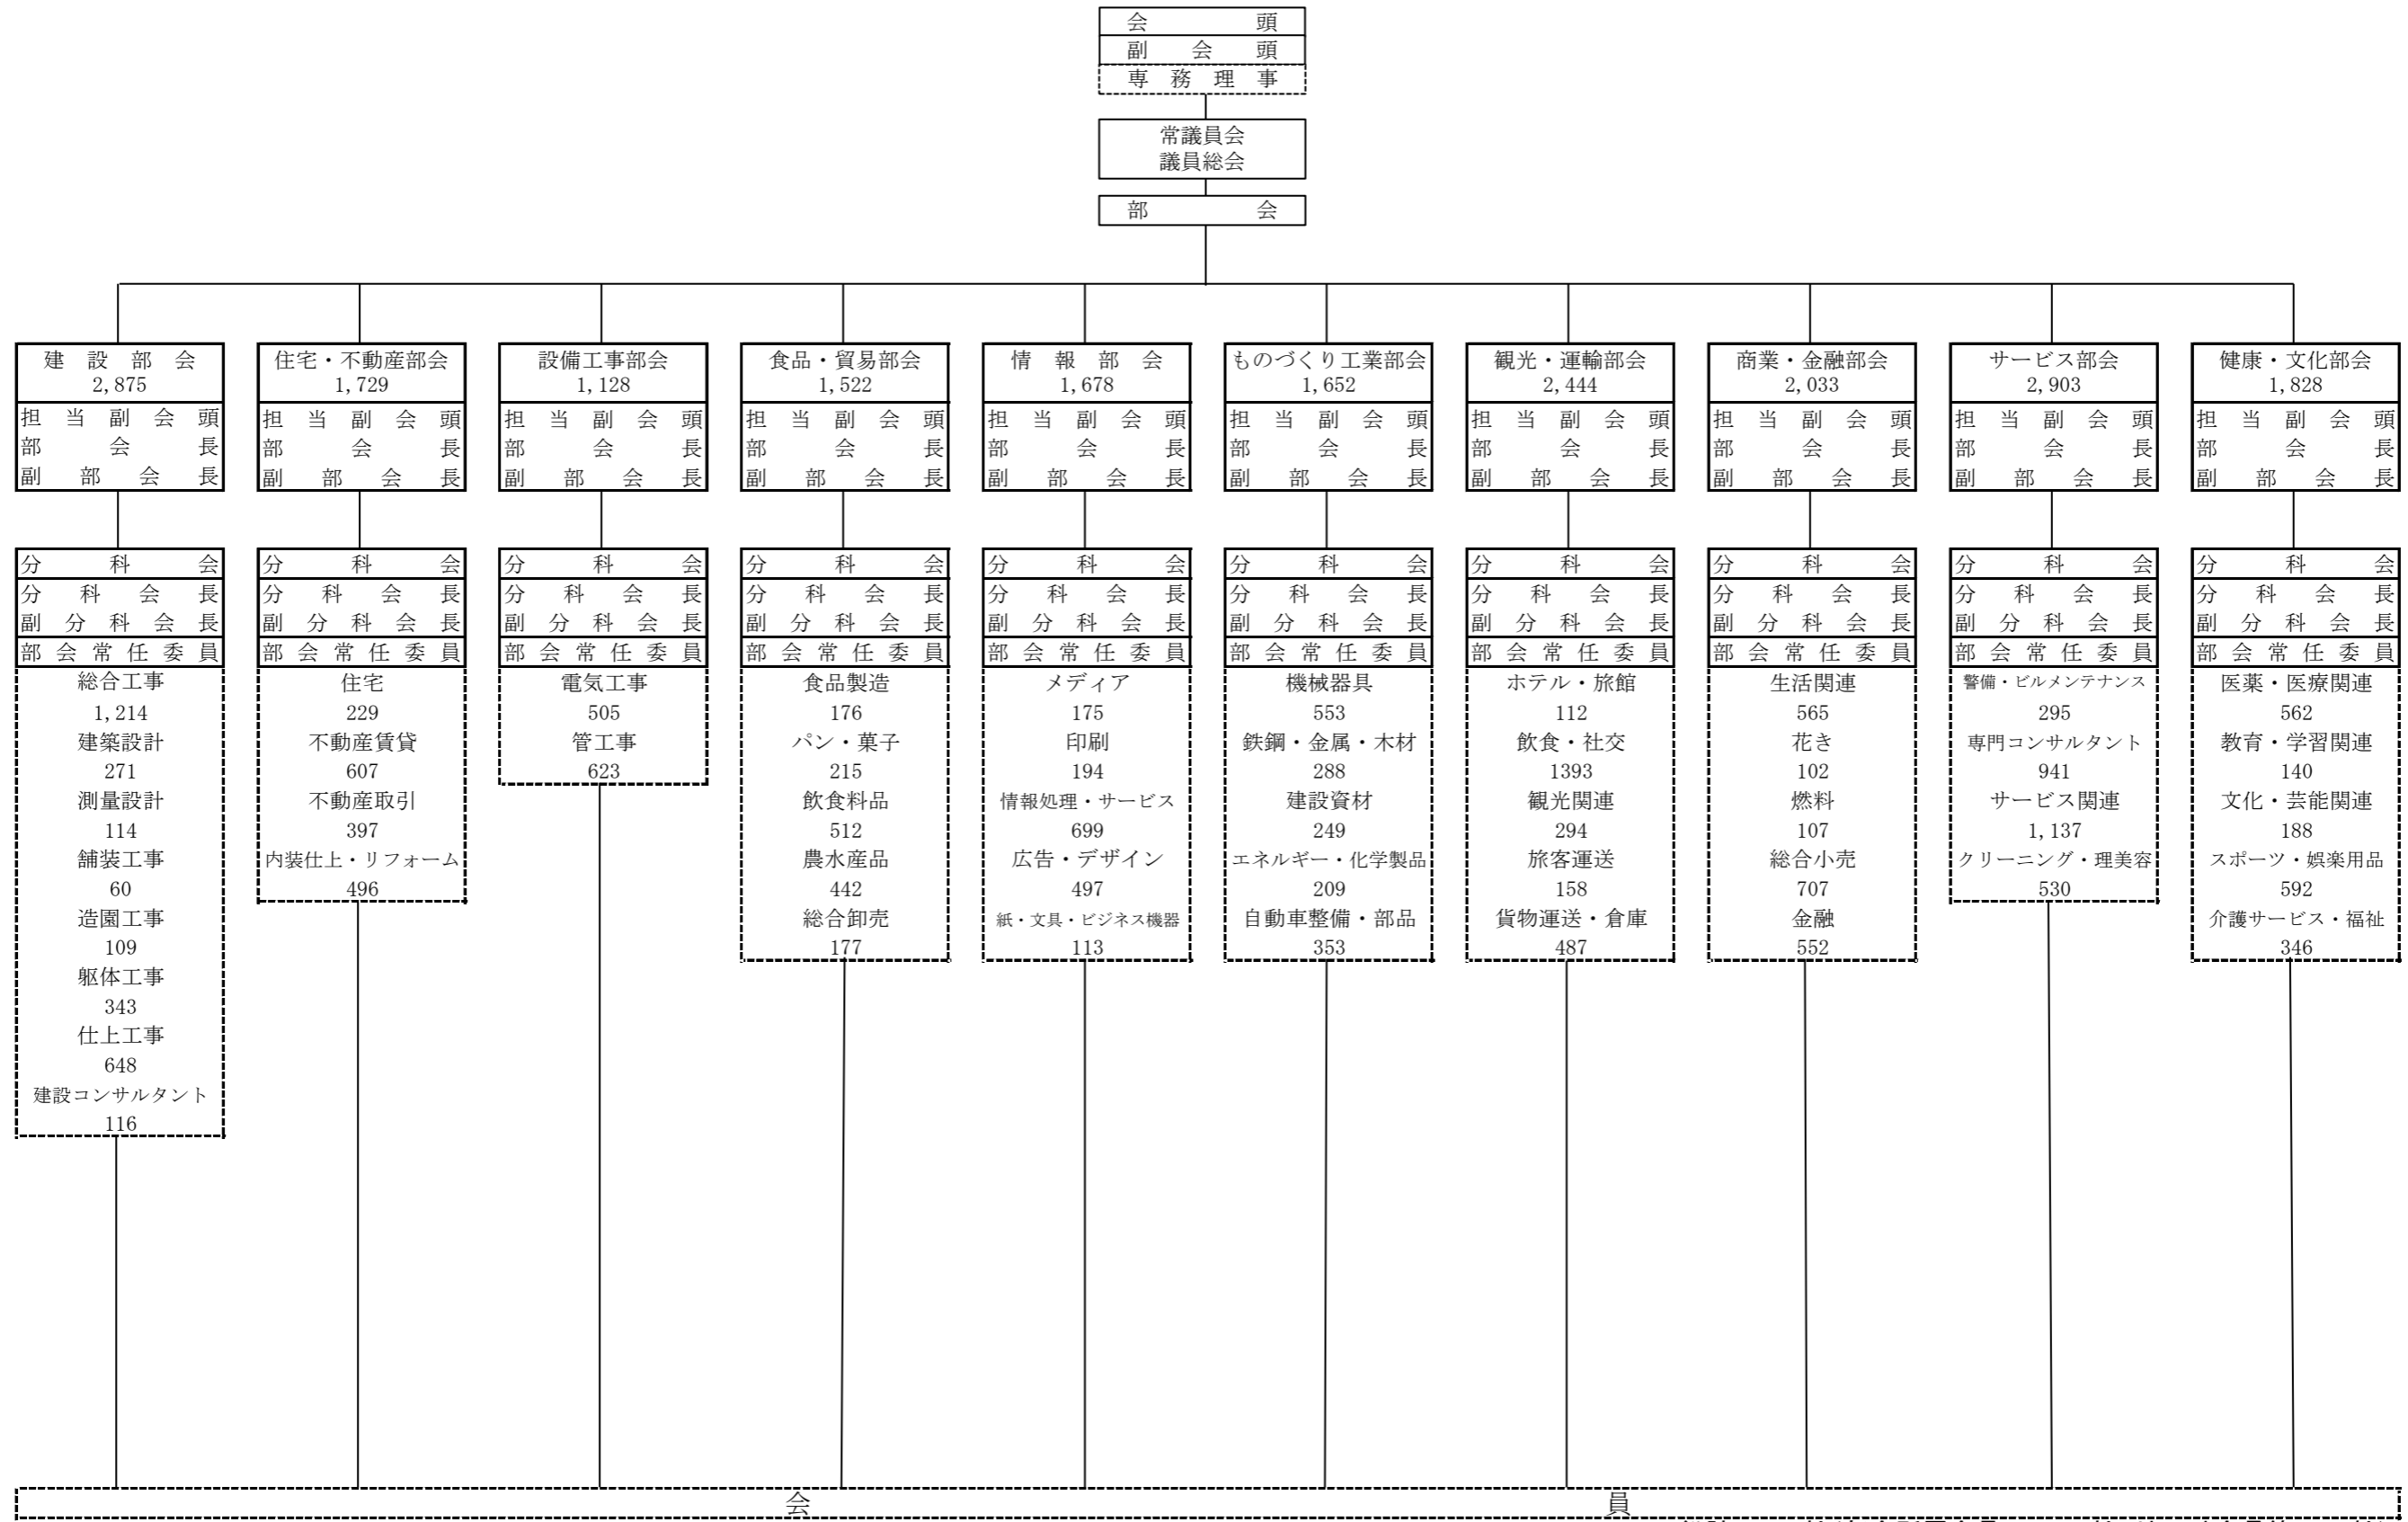 会頭
副会頭
専務理事
常議員会
議員総会
部会
建設部会
2,875
担当副会頭
部会長
副部会長
分科会
分科会長
副分科会長
部会常任委員
総合工事
1,214
建築設計
271
測量設計
114
舗装工事
60
造園工事
109
躯体工事
343
仕上工事
648
建設コンサルタント
116
住宅・不動産部会
1,729
担当副会頭
部会長
副部会長
分科会
分科会長
副分科会長
部会常任委員
住宅
229
不動産賃貸
607
不動産取引
397
内装仕上・リフォーム
496
設備工事部会
1,128
担当副会頭
部会長
副部会長
分科会
分科会長
副分科会長
部会常任委員
電気工事
505
管工事
623
食品・貿易部会
1,522
担当副会頭
部会長
副部会長
分科会
分科会長
副分科会長
部会常任委員
食品製造
176
パン・菓子
215
飲食料品
512
農水産品
442
総合卸売
177
情報部会
1,678
担当副会頭
部会長
副部会長
分科会
分科会長
副分科会長
部会常任委員
メディア
175
印刷
194
情報処理・サービス
699
広告・デザイン
497
紙・文具・ビジネス機器
113
ものづくり工業部会
1,652
担当副会頭
部会長
副部会長
分科会
分科会長
副分科会長
部会常任委員
機械器具
553
鉄鋼・金属・木材
288
建設資材
249
エネルギー・化学製品
209
自動車整備・部品
353
観光・運輸部会
2,444
担当副会頭
部会長
副部会長
分科会
分科会長
副分科会長
部会常任委員
ホテル・旅館
112
飲食・社交
1393
観光関連
294
旅客運送
158
貨物運送・倉庫
487
商業・金融部会
2,033
担当副会頭
部会長
副部会長
分科会
分科会長
副分科会長
部会常任委員
生活関連
565
花き
102
燃料
107
総合小売
707
金融
552
サービス部会
2,903
担当副会頭
部会長
副部会長
分科会
分科会長
副分科会長
部会常任委員
警備・ビルメンテナンス
295
専門コンサルタント
941
サービス関連
1,137
クリーニング・理美容
530
健康・文化部会
1,828
担当副会頭
部会長
副部会長
分科会
分科会長
副分科会長
部会常任委員
医薬・医療関連
562
教育・学習関連
140
文化・芸能関連
188
スポーツ・娯楽用品
592
介護サービス・福祉
346
会員